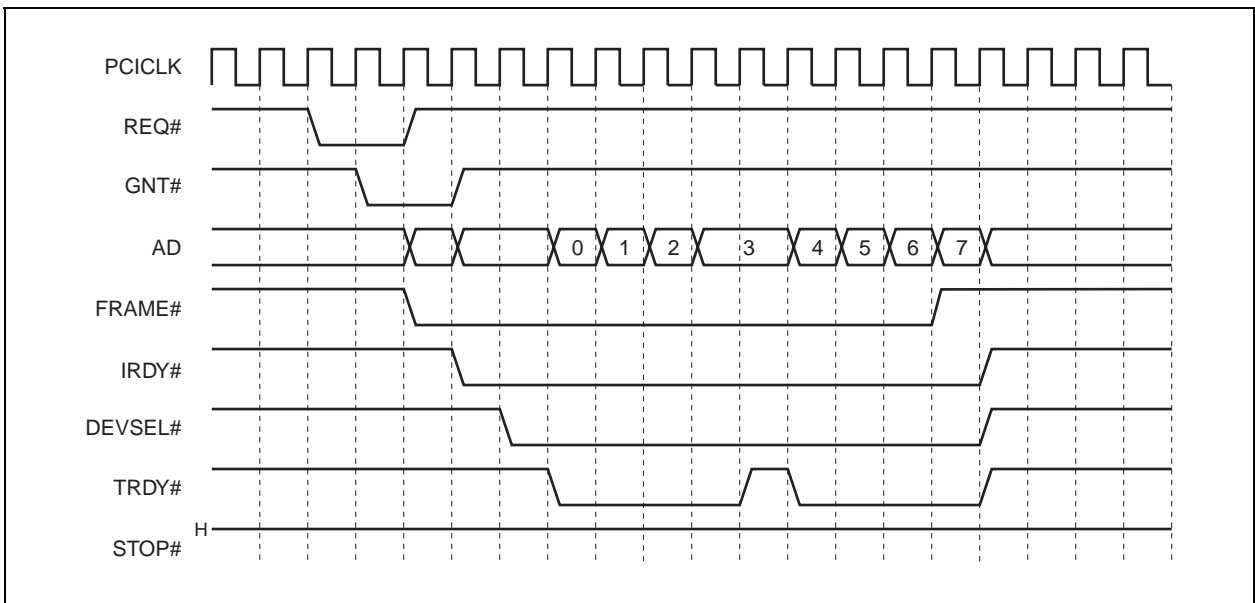 PCICLK
REQ#
GNT#
AD
0 1 2 3 4 5 6 7
FRAME#
IRDY#
DEVSEL#
TRDY#
H
STOP#